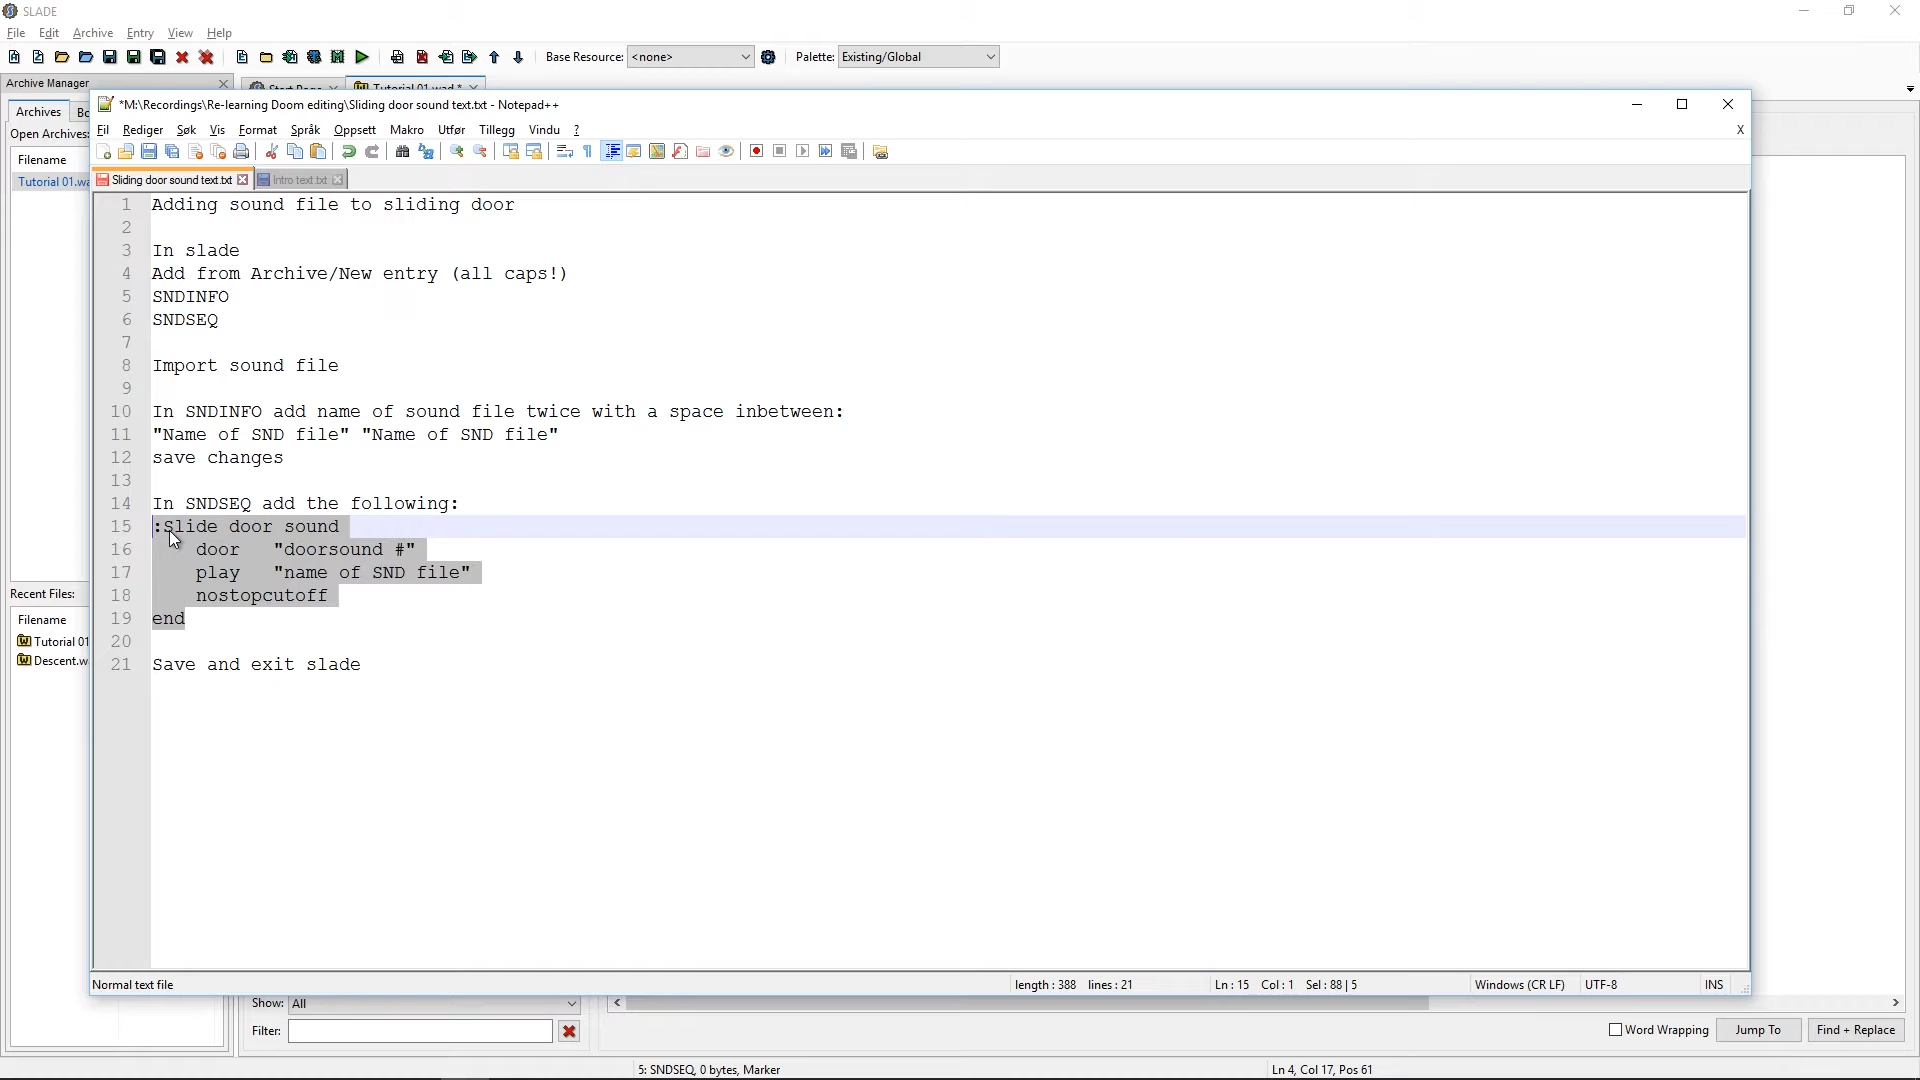 SLADE
File Edit Archive Entry View Help
Base Resource: <none> Palette: Existing/Global
Archive Manager
Start Page Tutorial 01.wad *
*M:\Recordings\Re-learning Doom editing\Sliding door sound text.txt - Notepad++
Archives
Open Archives:
Fil Rediger Søk Vis Format Språk Oppsett Makro Utfør Tillegg Vindu ? X
Filename
Tutorial 01.wa
Sliding door sound text.txt Intro text.txt
1 Adding sound file to sliding door
2
3 In slade
4 Add from Archive/New entry (all caps!)
5 SNDINFO
6 SNDSEQ
7
8 Import sound file
9
10 In SNDINFO add name of sound file twice with a space inbetween:
11 "Name of SND file" "Name of SND file"
12 save changes
13
14 In SNDSEQ add the following:
15 :Slide door sound
16 door "doorsound #"
17 play "name of SND file"
18 nostopcutoff
19 end
20
21 Save and exit slade
Recent Files:
Filename
Tutorial 01
Descent.w
Normal text file length : 388 lines : 21 Ln : 15 Col : 1 Sel : 88 | 5 Windows (CR LF) UTF-8 INS
Show: All
Filter: Word Wrapping Jump To Find + Replace
5: SNDSEQ, 0 bytes, Marker Ln 4, Col 17, Pos 61